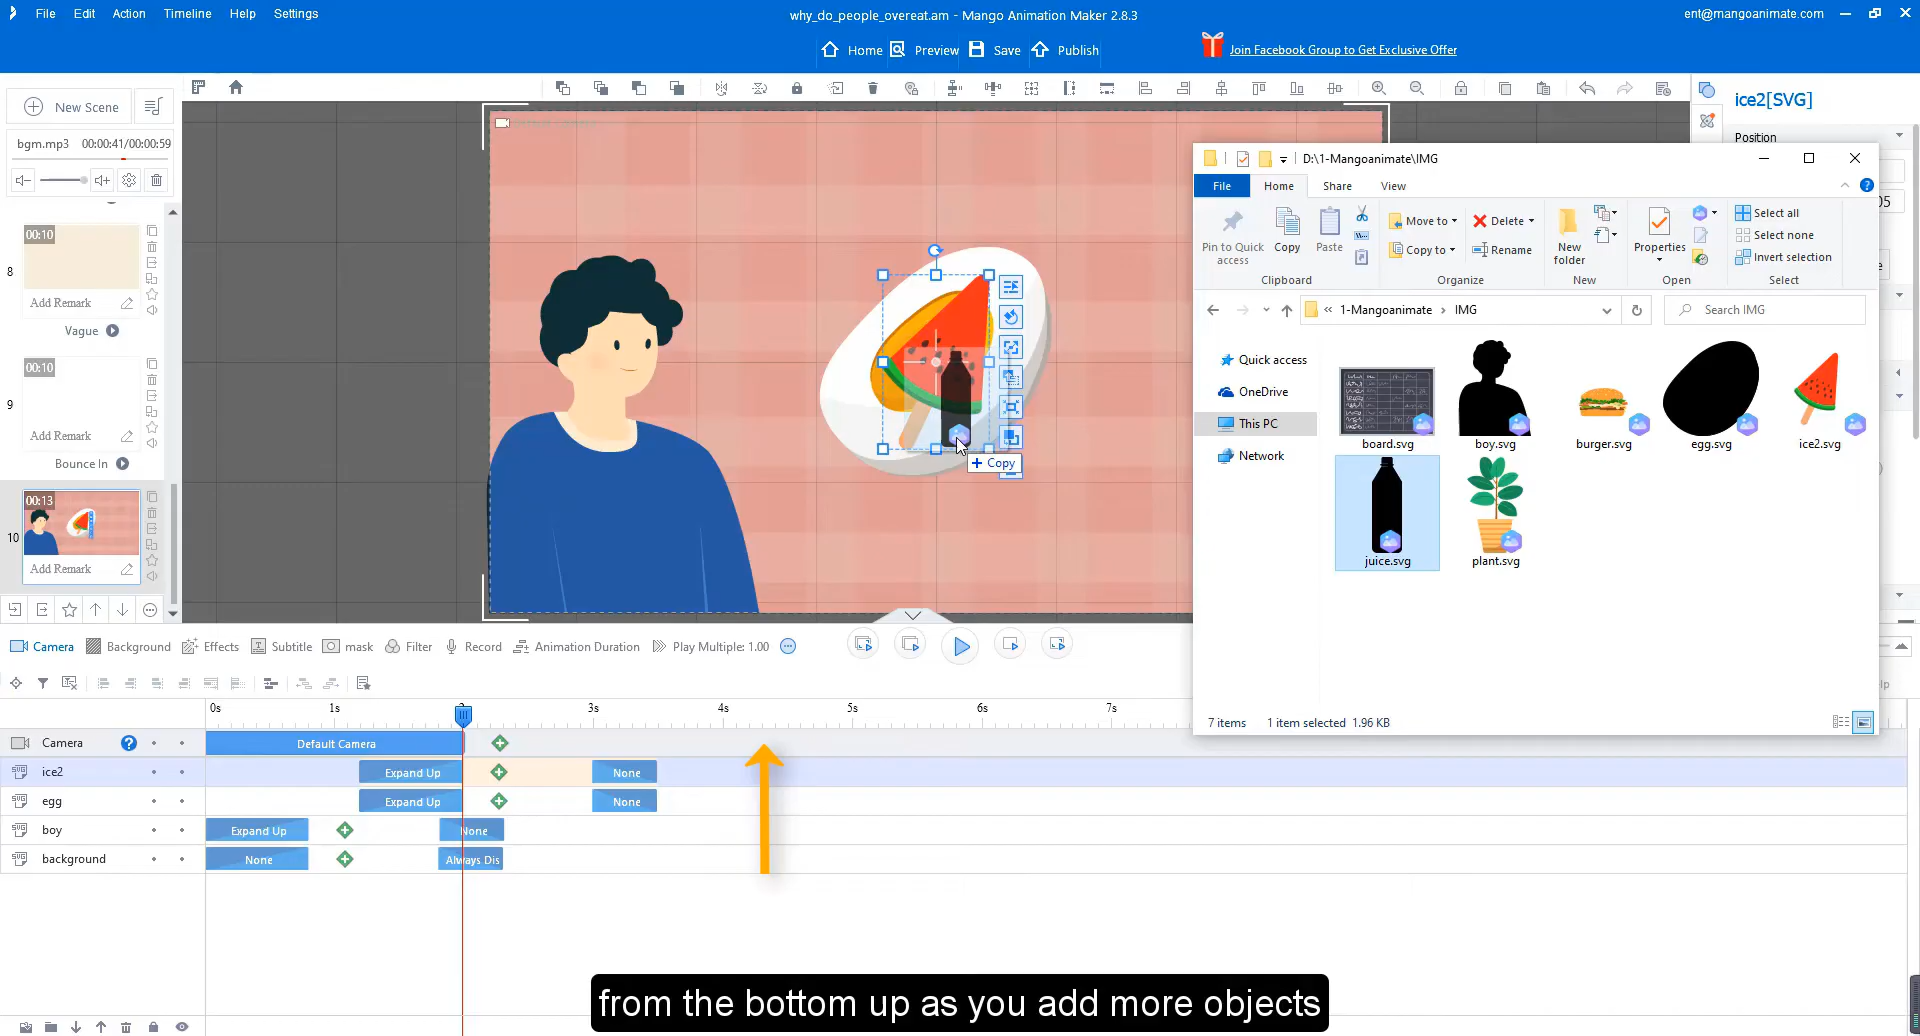 File Edit Action Timeline Help Settings
why_do_people_overeat.am - Mango Animation Maker 2.8.3
ent@mangoanimate.com
Home Preview Save Publish
Join Facebook Group to Get Exclusive Offer
New Scene
bgm.mp3 00:00:41/00:00:59
00:10
8
Add Remark
Vague
00:10
9
Add Remark
Bounce In
00:13
10
Add Remark
ice2[SVG]
Position
05
D:\1-Mangoanimate\IMG
File Home Share View
Pin to Quick access
Copy
Paste
Move to
Copy to
Delete
Rename
New folder
Properties
Select all
Select none
Invert selection
Clipboard Organize New Open Select
« 1-Mangoanimate › IMG
Search IMG
Quick access
OneDrive
This PC
Network
board.svg boy.svg burger.svg egg.svg ice2.svg
juice.svg plant.svg
7 items 1 item selected 1.96 KB
+ Copy
Camera Background Effects Subtitle mask Filter Record Animation Duration Play Multiple: 1.00
0s 1s 3s 4s 5s 6s 7s
Camera ? Default Camera
ice2 Expand Up None
egg Expand Up None
boy Expand Up None
background None Always Dis
from the bottom up as you add more objects